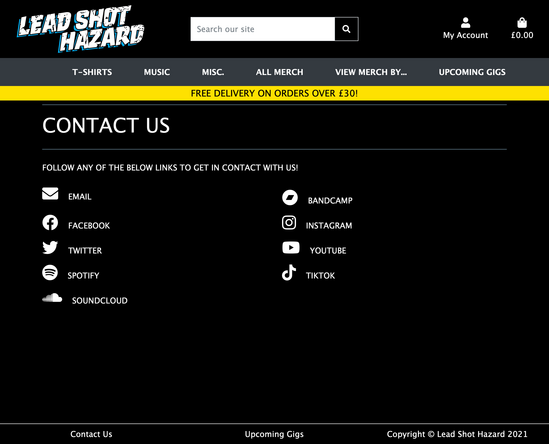 LEAD SHOT
HAZARD
Search our site
My Account
£0.00
T-SHIRTS MUSIC MISC. ALL MERCH VIEW MERCH BY... UPCOMING GIGS
FREE DELIVERY ON ORDERS OVER £30!
CONTACT US
FOLLOW ANY OF THE BELOW LINKS TO GET IN CONTACT WITH US!
EMAIL
BANDCAMP
FACEBOOK
INSTAGRAM
TWITTER
YOUTUBE
SPOTIFY
TIKTOK
SOUNDCLOUD
Contact Us Upcoming Gigs Copyright © Lead Shot Hazard 2021